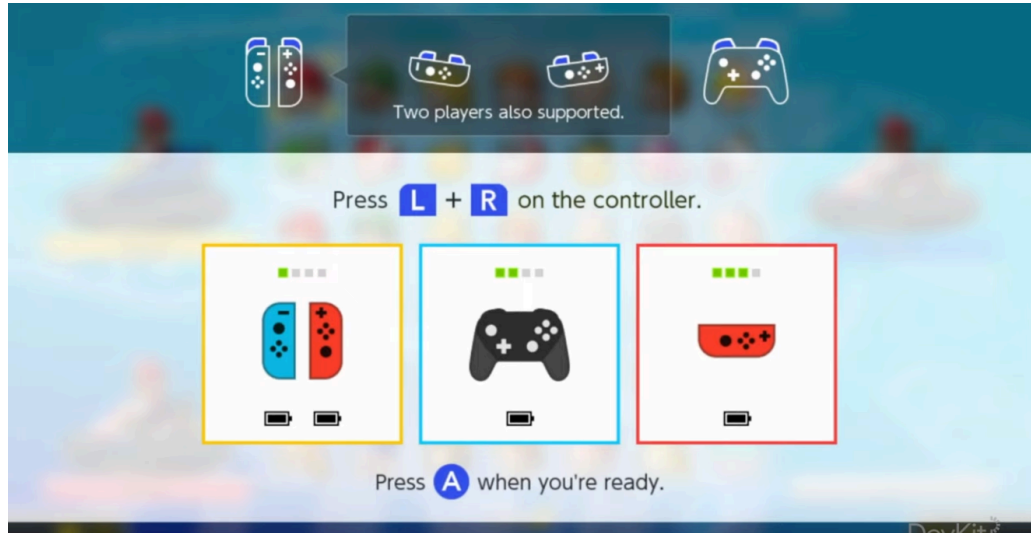 Two players also supported.
Press L + R on the controller.
Press A when you're ready.